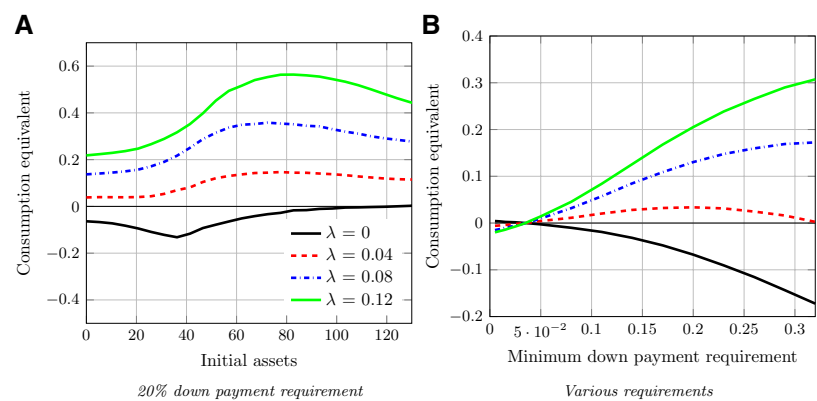 A
Consumption equivalent
0.6
0.4
0.2
0
−0.2
−0.4
0
20
40
60
80
100
120
Initial assets
λ = 0
λ = 0.04
λ = 0.08
λ = 0.12
20% down payment requirement
B
Consumption equivalent
0.4
0.3
0.2
0.1
0
−0.1
−0.2
0
5 · 10−2
0.1
0.15
0.2
0.25
0.3
Minimum down payment requirement
Various requirements